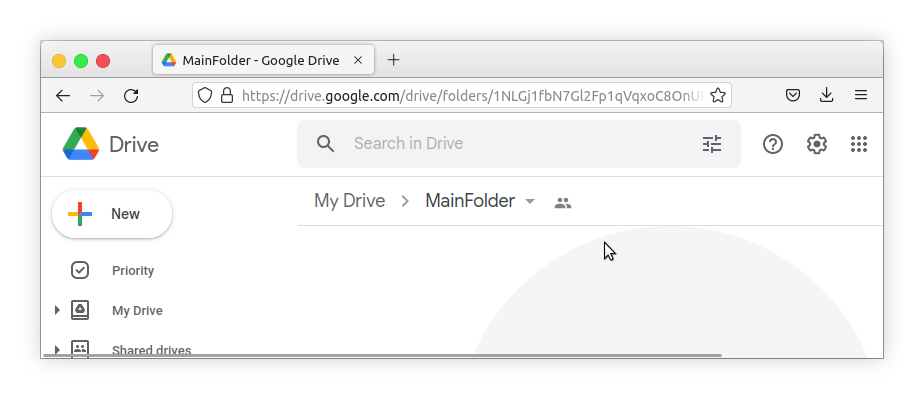 MainFolder - Google Drive
https://drive.google.com/drive/folders/1NLGj1fbN7Gl2Fp1qVqxoC8OnU
Drive
Search in Drive
My Drive
MainFolder
New
Priority
My Drive
Shared drives